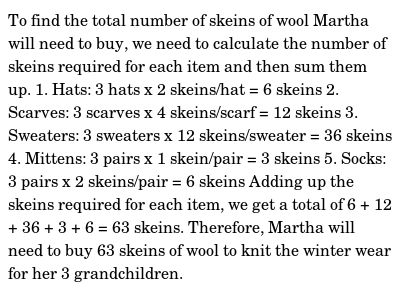 To find the total number of skeins of wool Martha
will need to buy, we need to calculate the number of
skeins required for each item and then sum them
up. 1. Hats: 3 hats x 2 skeins/hat = 6 skeins 2.
Scarves: 3 scarves x 4 skeins/scarf = 12 skeins 3.
Sweaters: 3 sweaters x 12 skeins/sweater = 36 skeins
4. Mittens: 3 pairs x 1 skein/pair = 3 skeins 5. Socks:
3 pairs x 2 skeins/pair = 6 skeins Adding up the
skeins required for each item, we get a total of 6 + 12
+ 36 + 3 + 6 = 63 skeins. Therefore, Martha will
need to buy 63 skeins of wool to knit the winter wear
for her 3 grandchildren.